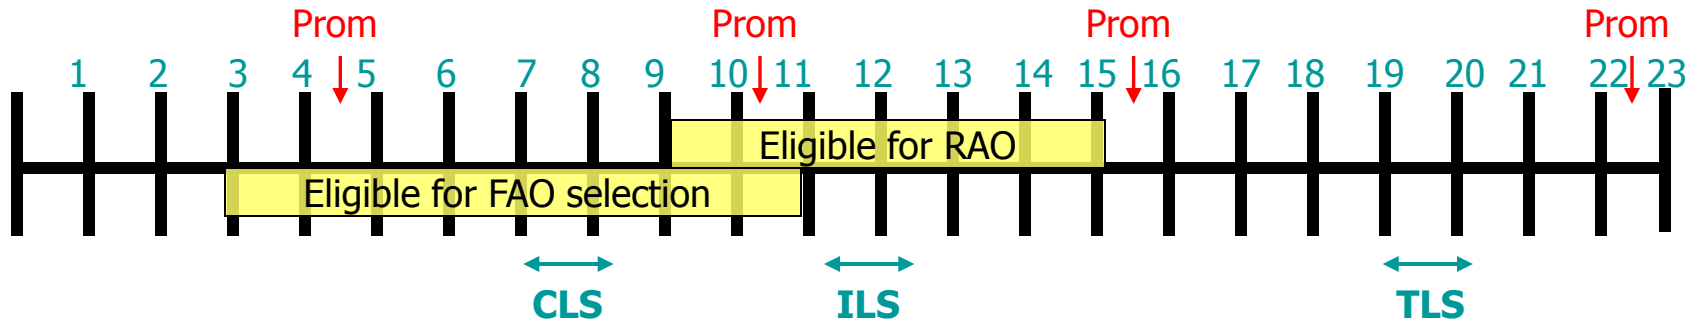 Prom Prom Prom Prom
1 2 3 4 5 6 7 8 9 10 11 12 13 14 15 16 17 18 19 20 21 22 23
Eligible for RAO
Eligible for FAO selection
CLS ILS TLS